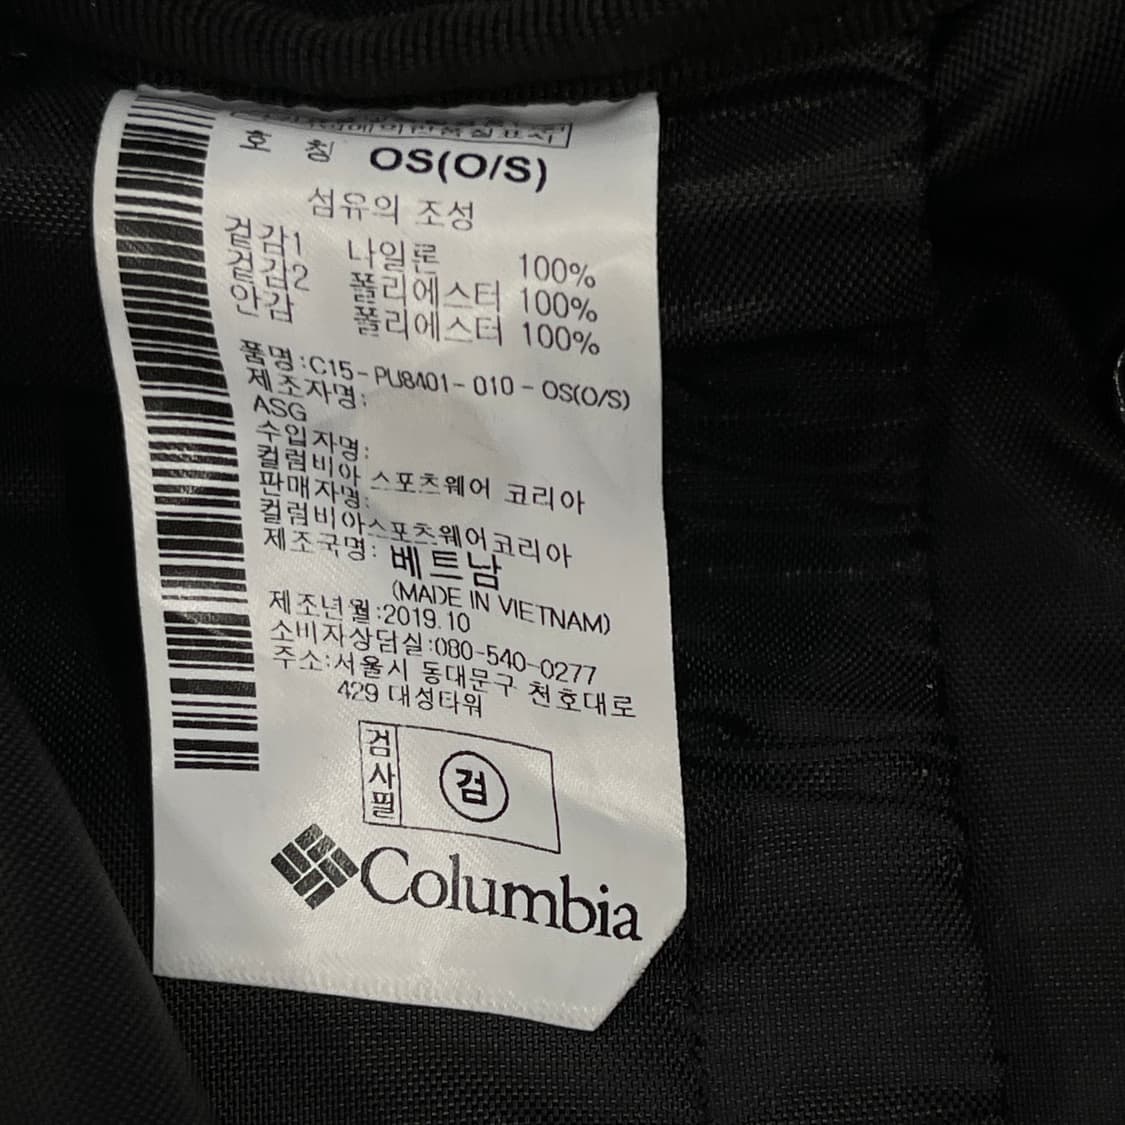 호 칭 OS(O/S)
섬유의 조성
겉감1 나일론 100%
겉감2 폴리에스터 100%
안감 폴리에스터 100%
품명:C15-PU8401-010-OS(O/S)
제조자명:
ASG
수입자명:
컬럼비아 스포츠웨어 코리아
판매자명:
컬럼비아스포츠웨어코리아
제조국명: 베트남
(MADE IN VIETNAM)
제조년월:2019.10
소비자상담실:080-540-0277
주소:서울시 동대문구 천호대로
429 대성타워
검사필 검
Columbia